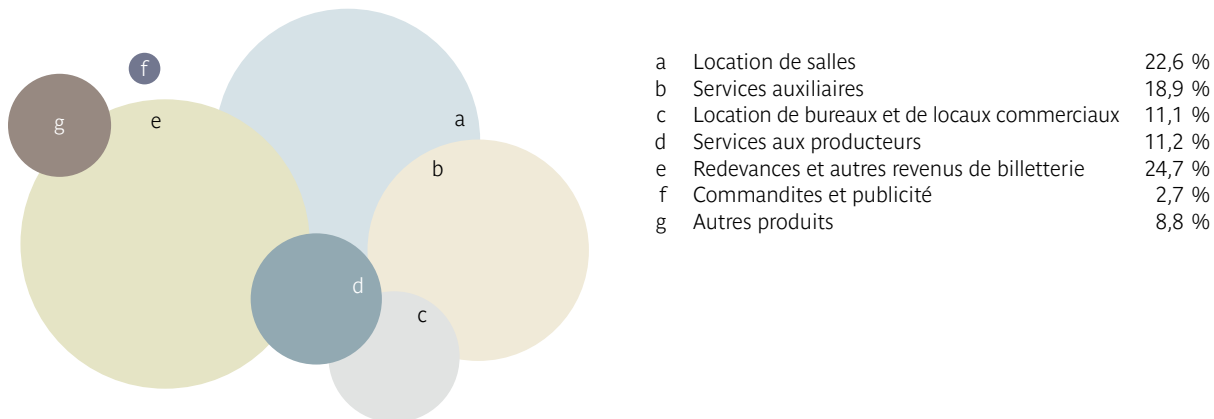 f
g
e
a
b
d
c
a Location de salles 22,6 %
b Services auxiliaires 18,9 %
c Location de bureaux et de locaux commerciaux 11,1 %
d Services aux producteurs 11,2 %
e Redevances et autres revenus de billetterie 24,7 %
f Commandites et publicité 2,7 %
g Autres produits 8,8 %